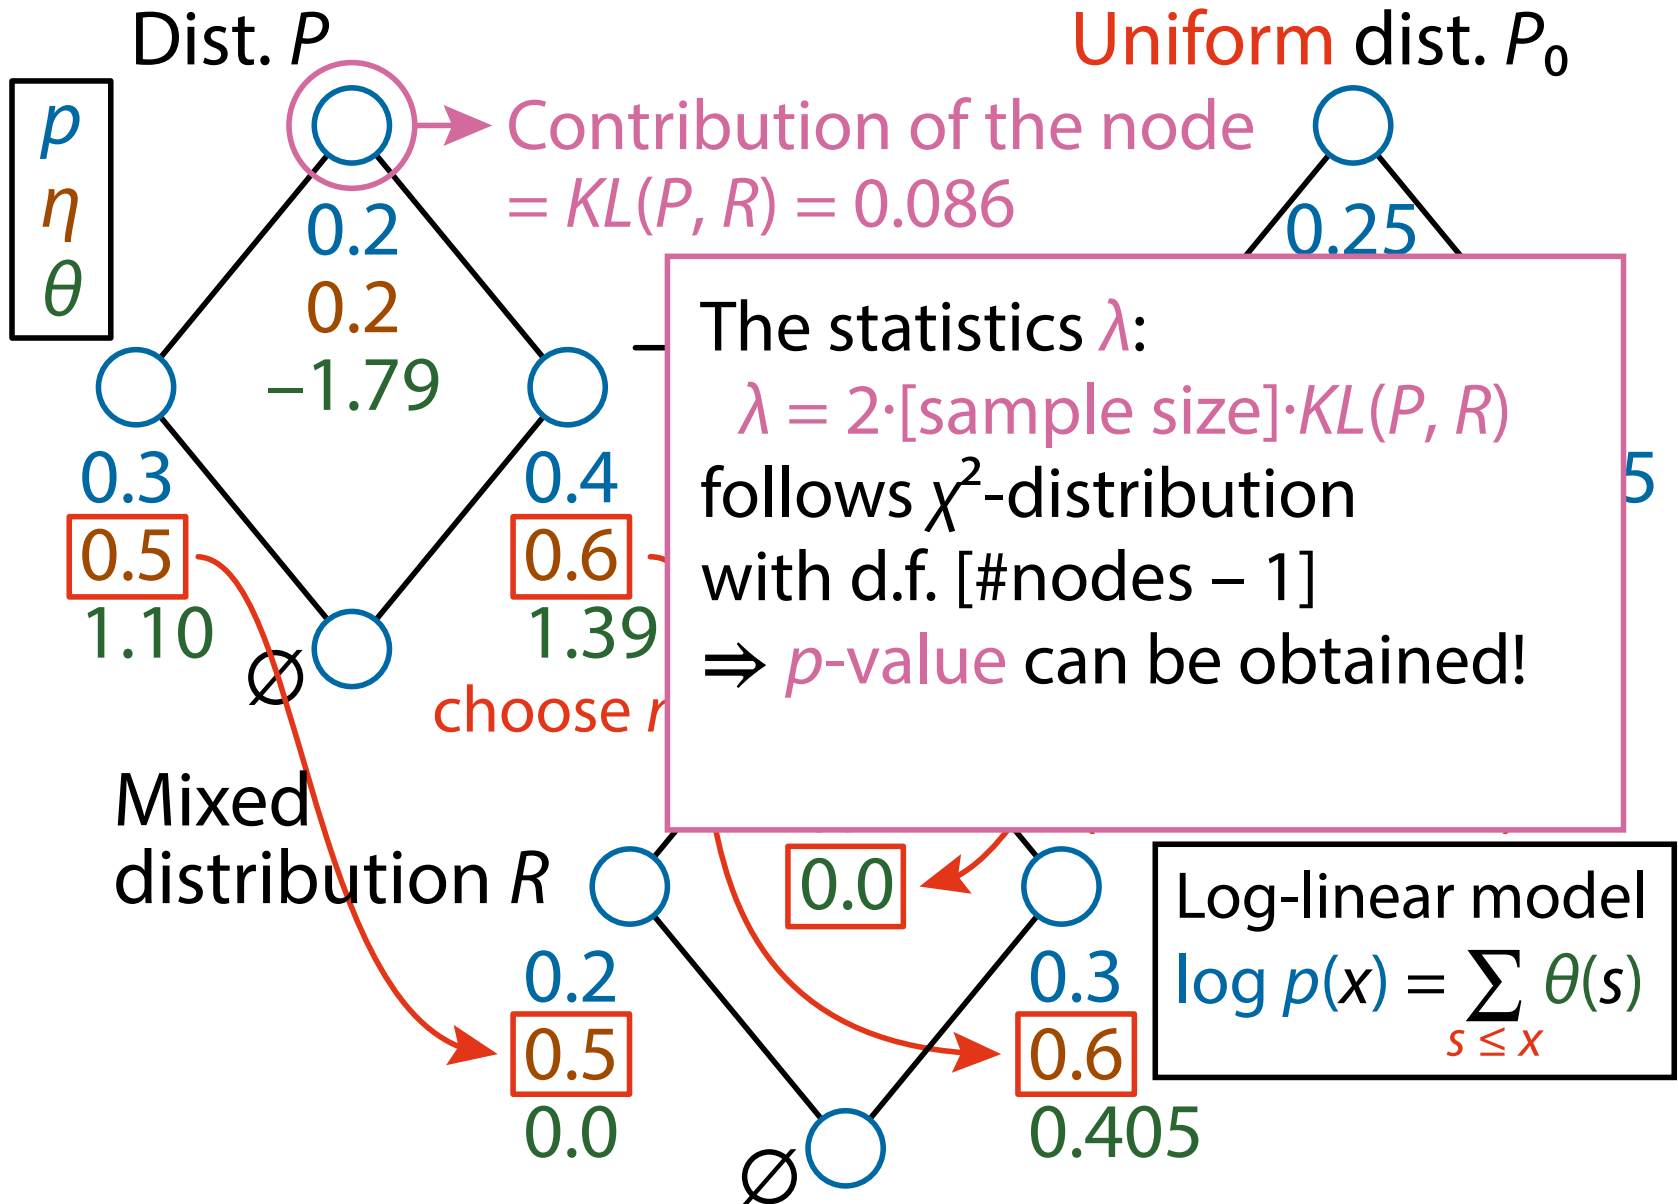 Dist. P
Uniform dist. P₀
p
η
θ
Contribution of the node
= KL(P, R) = 0.086
0.2
0.2
–1.79
0.25
0.3
0.5
1.10
0.4
0.6
1.39
∅
choose
The statistics λ:
λ = 2·[sample size]·KL(P, R)
follows χ²-distribution
with d.f. [#nodes – 1]
⇒ p-value can be obtained!
5
Mixed
distribution R
0.0
0.2
0.5
0.0
0.3
0.6
0.405
∅
Log-linear model
log p(x) = ∑ θ(s)
s ≤ x